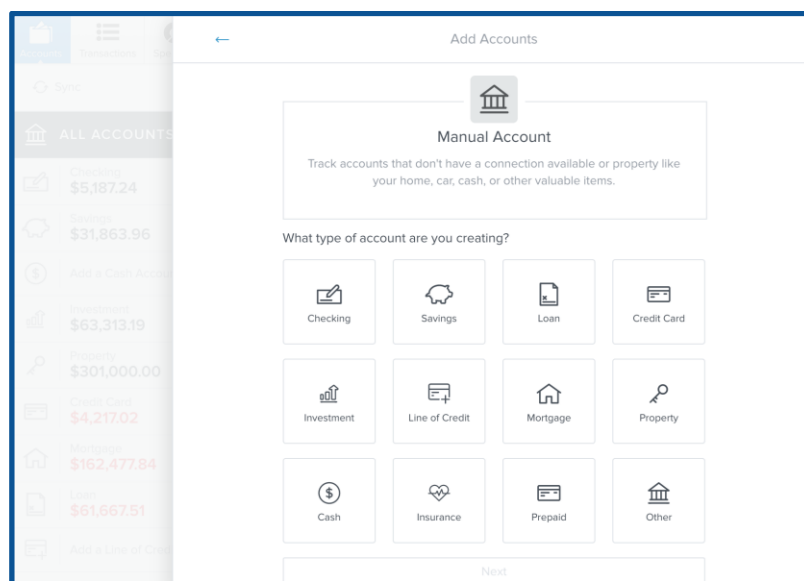 Add Accounts
Transactions
Sync
Manual Account
Track accounts that don't have a connection available or property like
your home, car, cash, or other valuable items.
What type of account are you creating?
Checking
Savings
Loan
Credit Card
Investment
Line of Credit
Mortgage
Property
Cash
Insurance
Prepaid
Other
Next
ALL ACCOUNTS
Checking
$5,187.24
Savings
$31,863.96
Add a Cash
Investment
$63,313.19
Property
$301,000.00
Credit Card
$4,217.02
Mortgage
$162,477.84
Loan
$61,667.51
Add a Line of